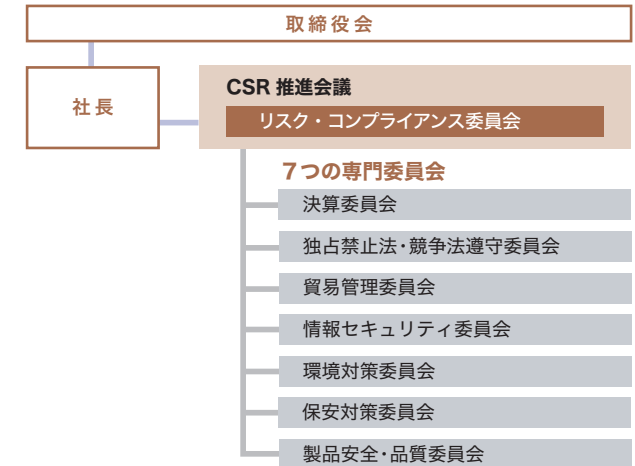 取締役会
社長
CSR 推進会議
リスク・コンプライアンス委員会
7つの専門委員会
決算委員会
独占禁止法・競争法遵守委員会
貿易管理委員会
情報セキュリティ委員会
環境対策委員会
保安対策委員会
製品安全・品質委員会